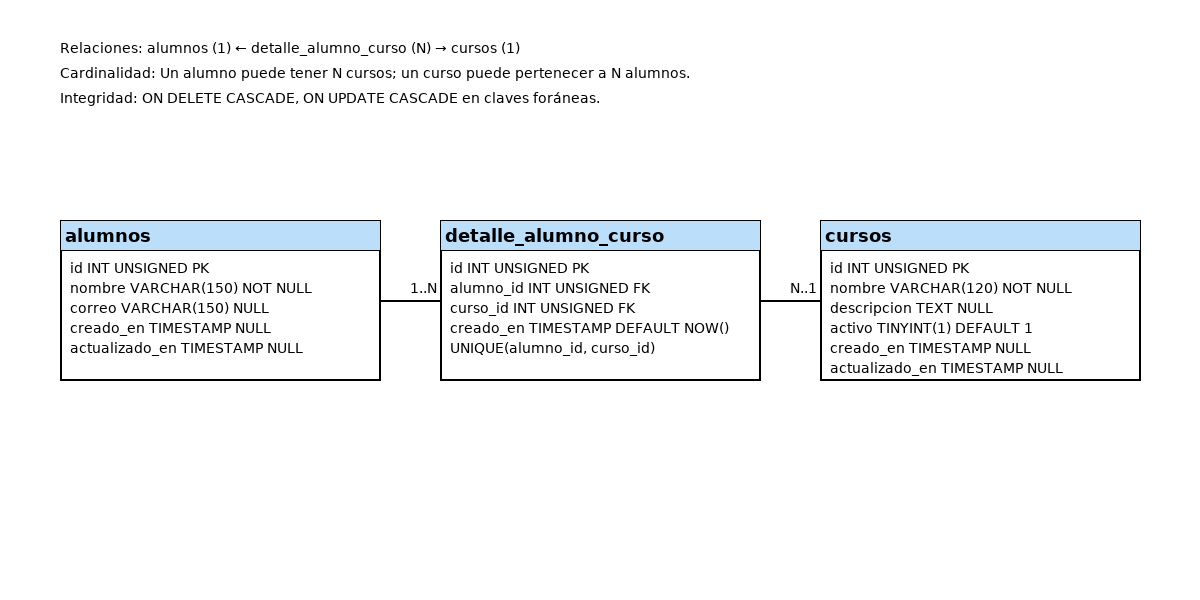 Relaciones: alumnos (1) ← detalle_alumno_curso (N) → cursos (1)
Cardinalidad: Un alumno puede tener N cursos; un curso puede pertenecer a N alumnos.
Integridad: ON DELETE CASCADE, ON UPDATE CASCADE en claves foráneas.
alumnos
id INT UNSIGNED PK
nombre VARCHAR(150) NOT NULL
correo VARCHAR(150) NULL
creado_en TIMESTAMP NULL
actualizado_en TIMESTAMP NULL
1..N
detalle_alumno_curso
id INT UNSIGNED PK
alumno_id INT UNSIGNED FK
curso_id INT UNSIGNED FK
creado_en TIMESTAMP DEFAULT NOW()
UNIQUE(alumno_id, curso_id)
N..1
cursos
id INT UNSIGNED PK
nombre VARCHAR(120) NOT NULL
descripcion TEXT NULL
activo TINYINT(1) DEFAULT 1
creado_en TIMESTAMP NULL
actualizado_en TIMESTAMP NULL